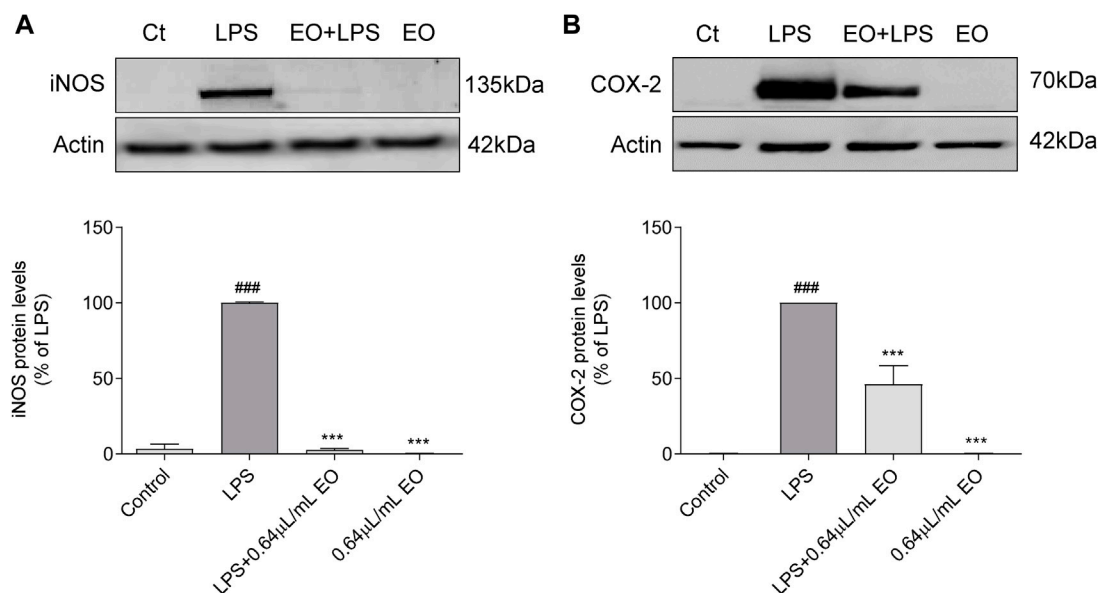 A
Ct LPS EO+LPS EO
iNOS 135kDa
Actin 42kDa
150
100
50
0
iNOS protein levels
(% of LPS)
###
***
***
Control
LPS
LPS+0.64µL/mL EO
0.64µL/mL EO
B
Ct LPS EO+LPS EO
COX-2 70kDa
Actin 42kDa
150
100
50
0
COX-2 protein levels
(% of LPS)
###
***
***
Control
LPS
LPS+0.64µL/mL EO
0.64µL/mL EO